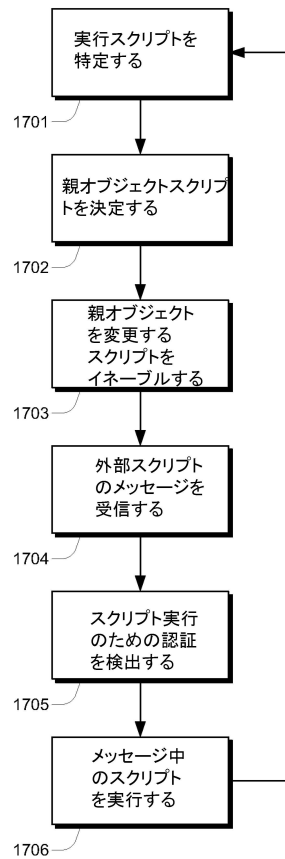 実行スクリプトを
特定する
1701
親オブジェクトスクリプ
トを決定する
1702
親オブジェクト
を変更する
スクリプトを
イネーブルする
1703
外部スクリプト
のメッセージを
受信する
1704
スクリプト実行
のための認証
を検出する
1705
メッセージ中
のスクリプト
を実行する
1706